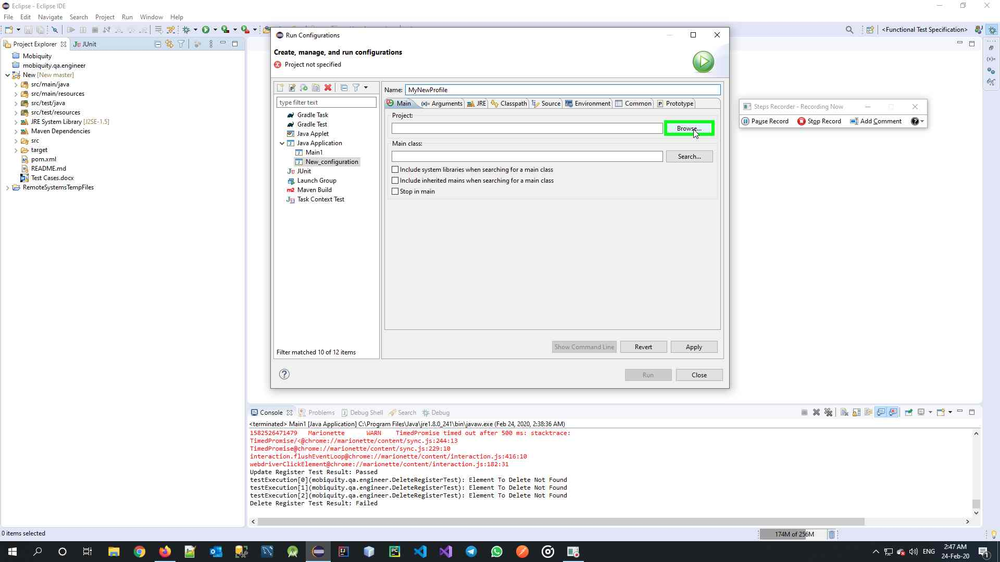 Eclipse - Eclipse IDE
File Edit Navigate Search Project Run Window Help
<Functional Test Specification>
Project Explorer
JUnit
Mobiquity
mobiquity.qa.engineer
New [New master]
src/main/java
src/main/resources
src/test/java
src/test/resources
JRE System Library [J2SE-1.5]
Maven Dependencies
src
target
pom.xml
README.md
Test Cases.docx
RemoteSystemsTempFiles
Run Configurations
Create, manage, and run configurations
Project not specified
type filter text
Gradle Task
Gradle Test
Java Applet
Java Application
Main1
New_configuration
JUnit
Launch Group
Maven Build
Task Context Test
Filter matched 10 of 12 items
Name: MyNewProfile
Main Arguments JRE Classpath Source Environment Common Prototype
Project:
Browse...
Main class:
Search...
Include system libraries when searching for a main class
Include inherited mains when searching for a main class
Stop in main
Show Command Line Revert Apply
Run Close
Steps Recorder - Recording Now
Pause Record Stop Record Add Comment
Console Problems Debug Shell Search Debug
<terminated> Main1 [Java Application] C:\Program Files\Java\jre1.8.0_241\bin\javaw.exe (Feb 24, 2020, 2:38:36 AM)
1582526471479 Marionette WARN TimedPromise timed out after 500 ms: stacktrace:
TimedPromise/<@chrome://marionette/content/sync.js:244:13
TimedPromise@chrome://marionette/content/sync.js:229:10
interaction.flushEventLoop@chrome://marionette/content/interaction.js:416:10
webdriverClickElement@chrome://marionette/content/interaction.js:182:31
Update Register Test Result: Passed
testExecution[0](mobiquity.qa.engineer.DeleteRegisterTest): Element To Delete Not Found
testExecution[1](mobiquity.qa.engineer.DeleteRegisterTest): Element To Delete Not Found
testExecution[2](mobiquity.qa.engineer.DeleteRegisterTest): Element To Delete Not Found
Delete Register Test Result: Failed
0 items selected
174M of 256M
ENG
2:47 AM
24-Feb-20